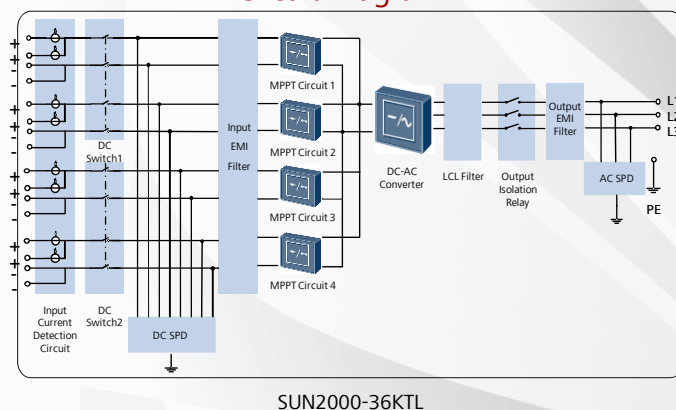 +
+
-
-
MPPT Circuit 1
+
+
-
-
DC
Switch1
MPPT Circuit 2
Input
EMI
Filter
DC-AC
Converter
LCL Filter
Output
Isolation
Relay
Output
EMI
Filter
L1
L2
L3
AC SPD
PE
+
+
-
-
MPPT Circuit 3
+
+
-
-
MPPT Circuit 4
Input
Current
Detection
Circuit
DC
Switch2
DC SPD
SUN2000-36KTL